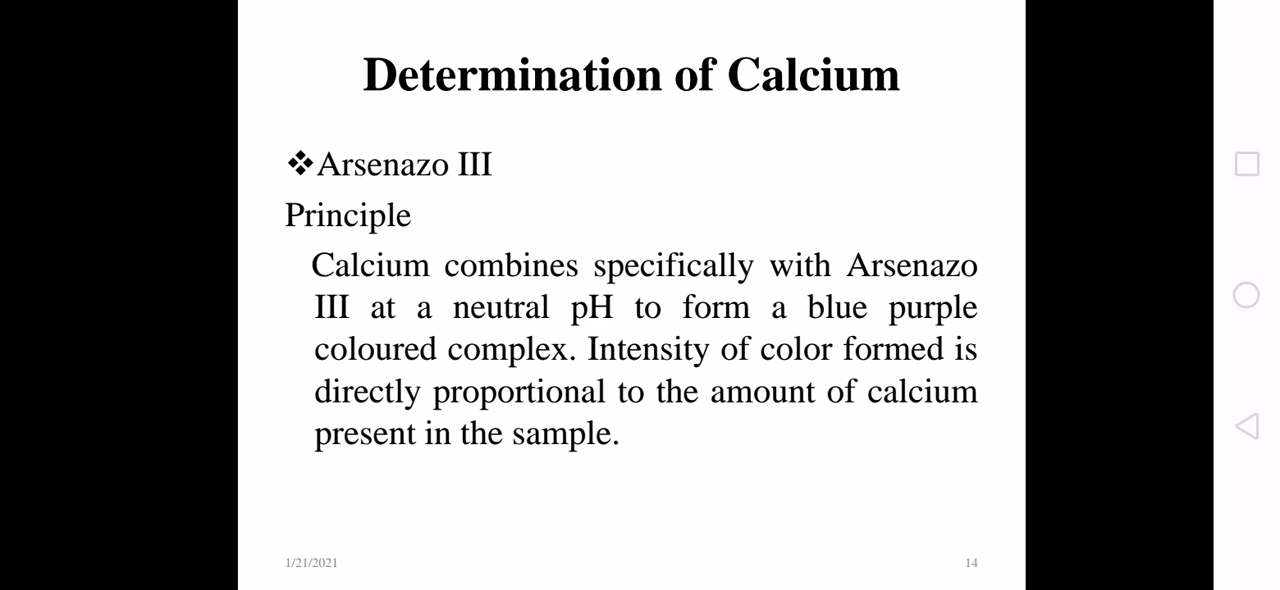 Determination of Calcium
❖Arsenazo III
Principle
Calcium combines specifically with Arsenazo
III at a neutral pH to form a blue purple
coloured complex. Intensity of color formed is
directly proportional to the amount of calcium
present in the sample.
1/21/2021 14